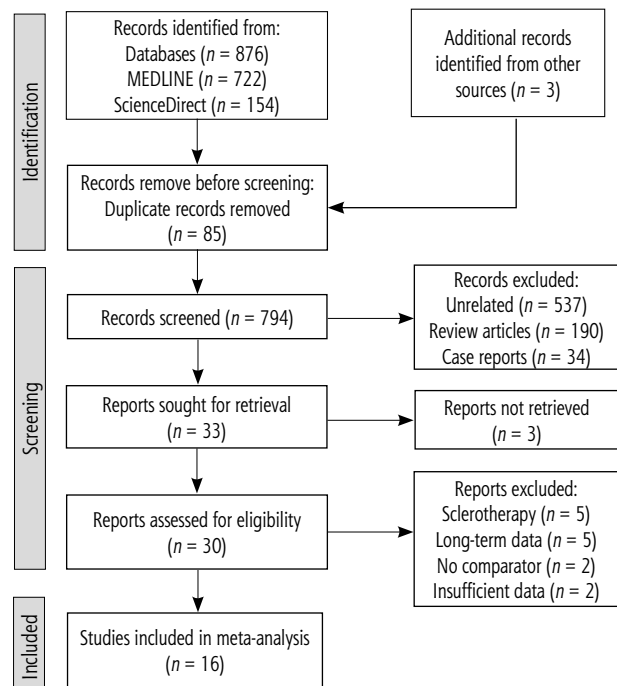 Identification
Records identified from:
Databases (n = 876)
MEDLINE (n = 722)
ScienceDirect (n = 154)
Additional records
identified from other
sources (n = 3)
Records remove before screening:
Duplicate records removed
(n = 85)
Screening
Records screened (n = 794)
Records excluded:
Unrelated (n = 537)
Review articles (n = 190)
Case reports (n = 34)
Reports sought for retrieval
(n = 33)
Reports not retrieved
(n = 3)
Reports assessed for eligibility
(n = 30)
Reports excluded:
Sclerotherapy (n = 5)
Long-term data (n = 5)
No comparator (n = 2)
Insufficient data (n = 2)
Included
Studies included in meta-analysis
(n = 16)